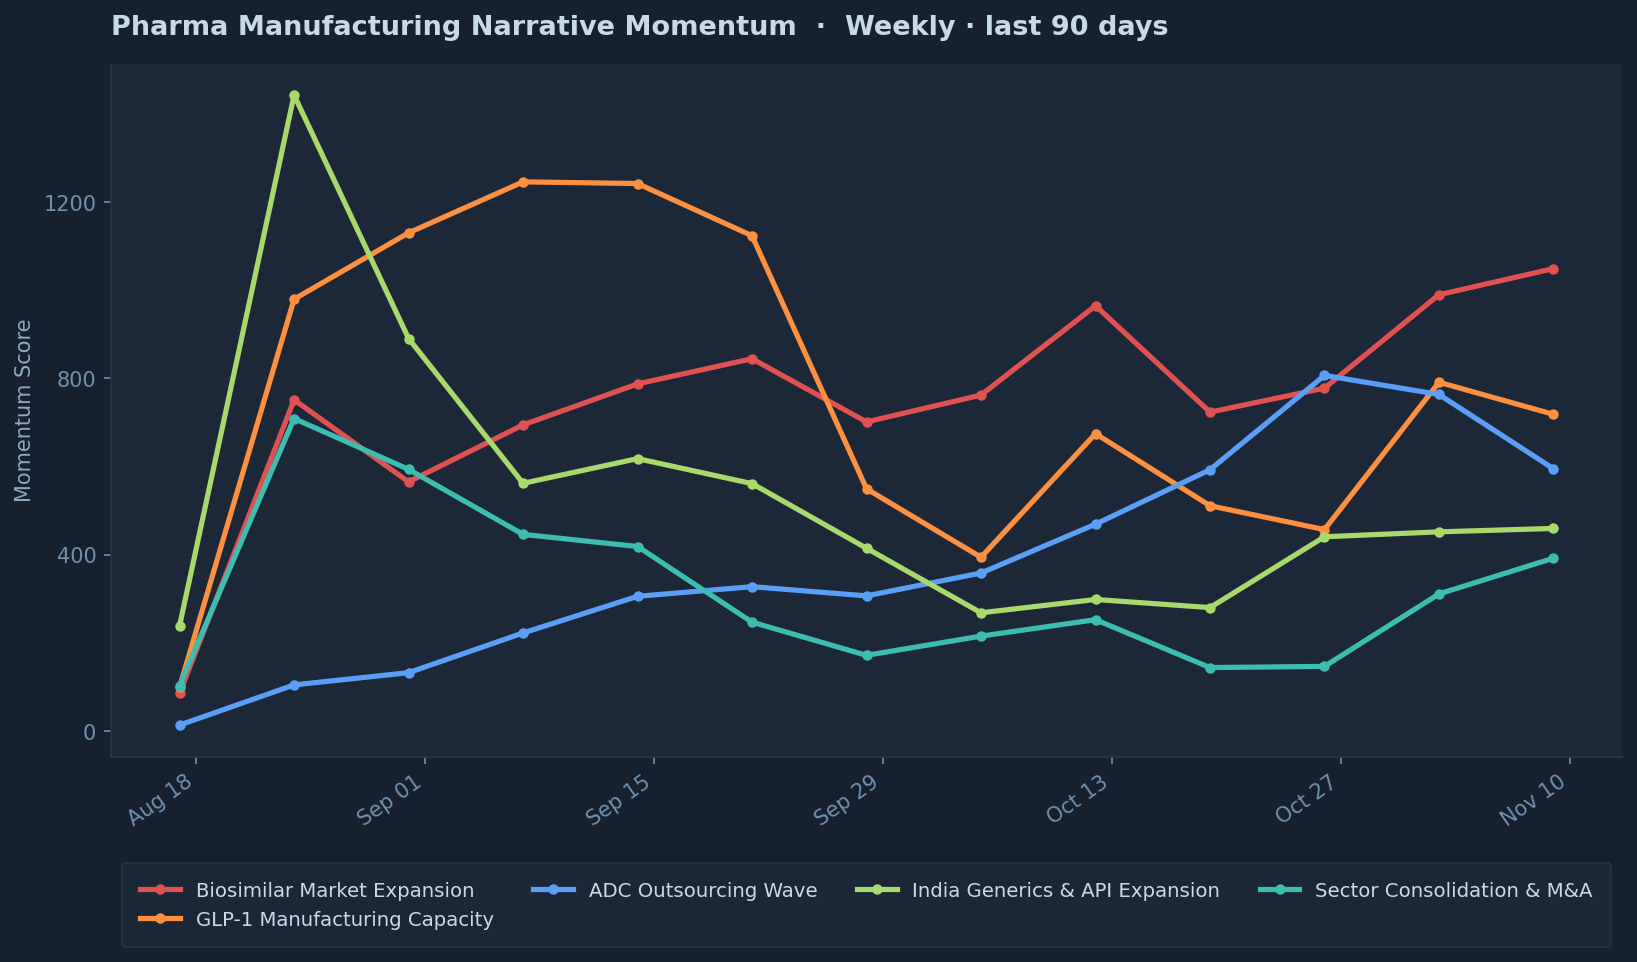 Pharma Manufacturing Narrative Momentum · Weekly · last 90 days
Momentum Score
1200
800
400
0
Aug 18
Sep 01
Sep 15
Sep 29
Oct 13
Oct 27
Nov 10
Biosimilar Market Expansion
GLP-1 Manufacturing Capacity
ADC Outsourcing Wave
India Generics & API Expansion
Sector Consolidation & M&A